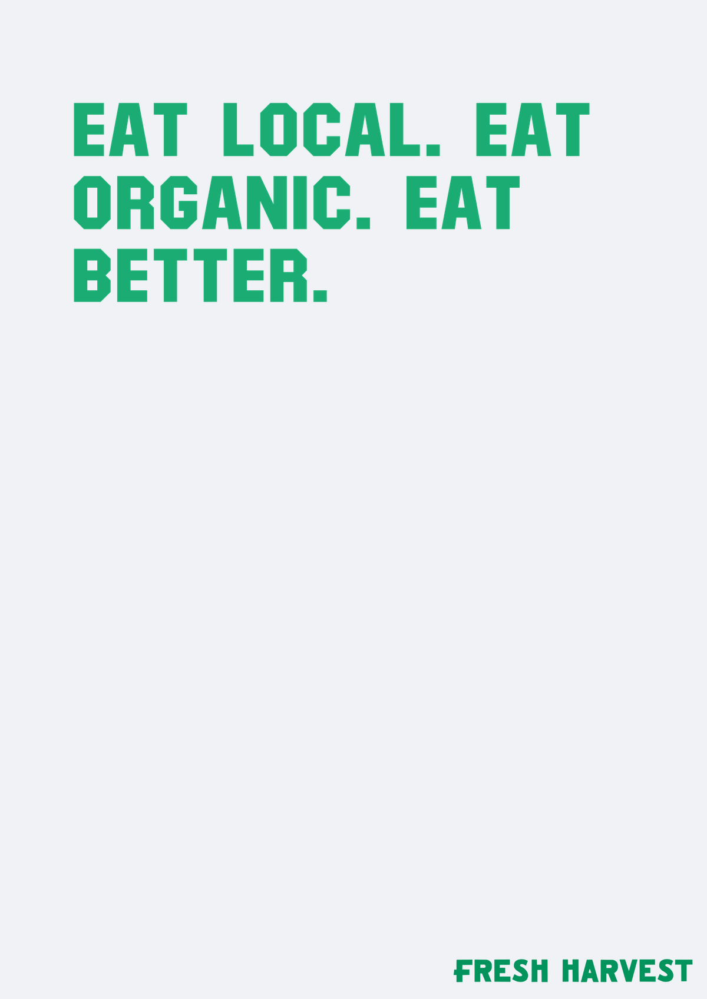 EAT LOCAL. EAT
ORGANIC. EAT
BETTER.
FRESH HARVEST